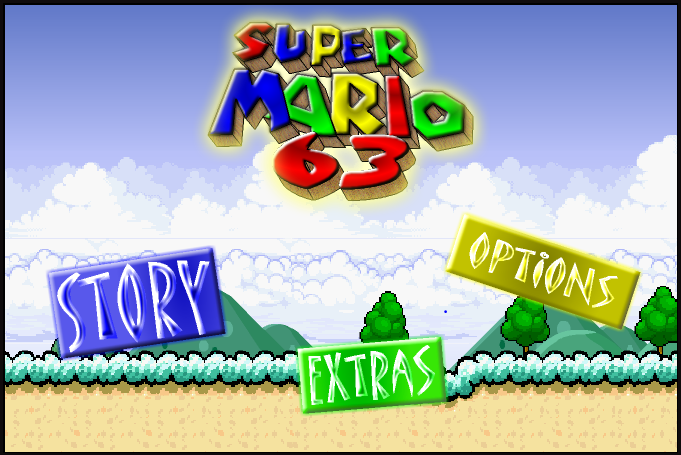 SUPER
MARIO
63
STORY
OPTIONS
EXTRAS